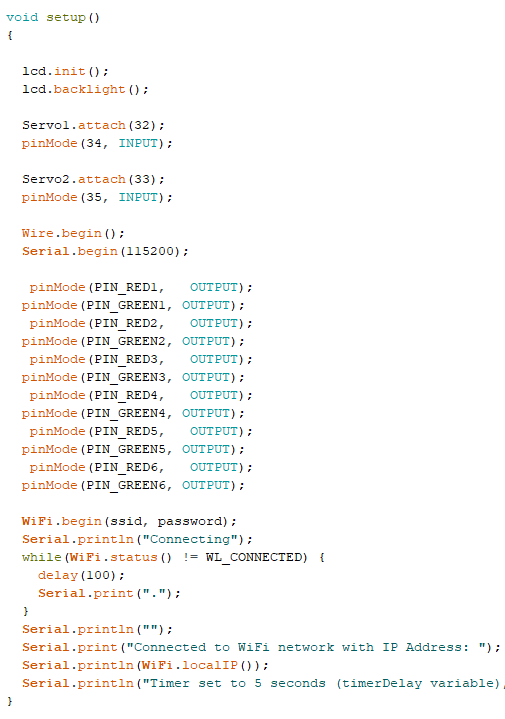 void setup()
{
lcd.init();
lcd.backlight();
Servo1.attach(32);
pinMode(34, INPUT);
Servo2.attach(33);
pinMode(35, INPUT);
Wire.begin();
Serial.begin(115200);
pinMode(PIN_RED1,   OUTPUT);
pinMode(PIN_GREEN1, OUTPUT);
pinMode(PIN_RED2,   OUTPUT);
pinMode(PIN_GREEN2, OUTPUT);
pinMode(PIN_RED3,   OUTPUT);
pinMode(PIN_GREEN3, OUTPUT);
pinMode(PIN_RED4,   OUTPUT);
pinMode(PIN_GREEN4, OUTPUT);
pinMode(PIN_RED5,   OUTPUT);
pinMode(PIN_GREEN5, OUTPUT);
pinMode(PIN_RED6,   OUTPUT);
pinMode(PIN_GREEN6, OUTPUT);
WiFi.begin(ssid, password);
Serial.println("Connecting");
while(WiFi.status() != WL_CONNECTED) {
delay(100);
Serial.print(".");
}
Serial.println("");
Serial.print("Connected to WiFi network with IP Address: ");
Serial.println(WiFi.localIP());
Serial.println("Timer set to 5 seconds (timerDelay variable),
}